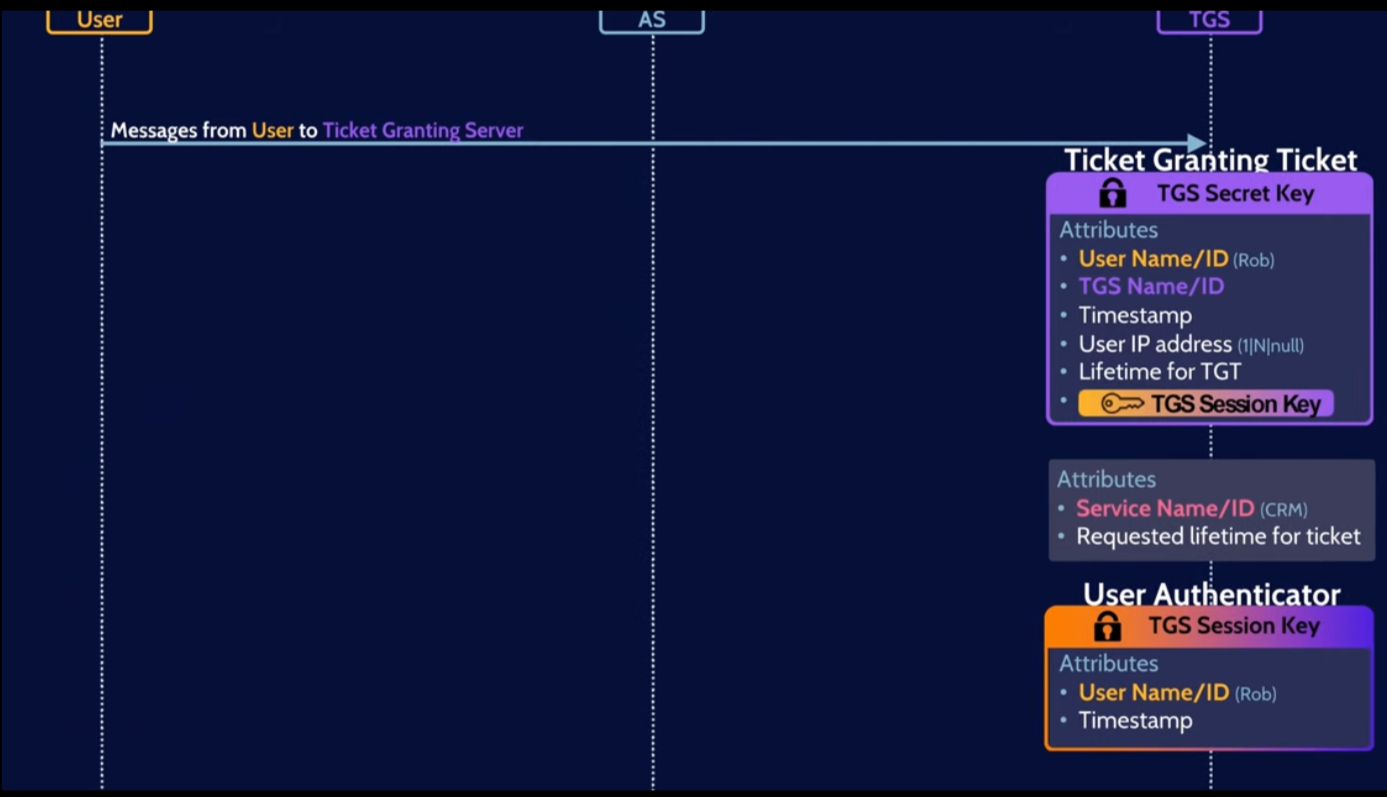 User
AS
TGS
Messages from User to Ticket Granting Server
Ticket Granting Ticket
TGS Secret Key
Attributes
• User Name/ID (Rob)
• TGS Name/ID
• Timestamp
• User IP address (1|N|null)
• Lifetime for TGT
• TGS Session Key
Attributes
• Service Name/ID (CRM)
• Requested lifetime for ticket
User Authenticator
TGS Session Key
Attributes
• User Name/ID (Rob)
• Timestamp